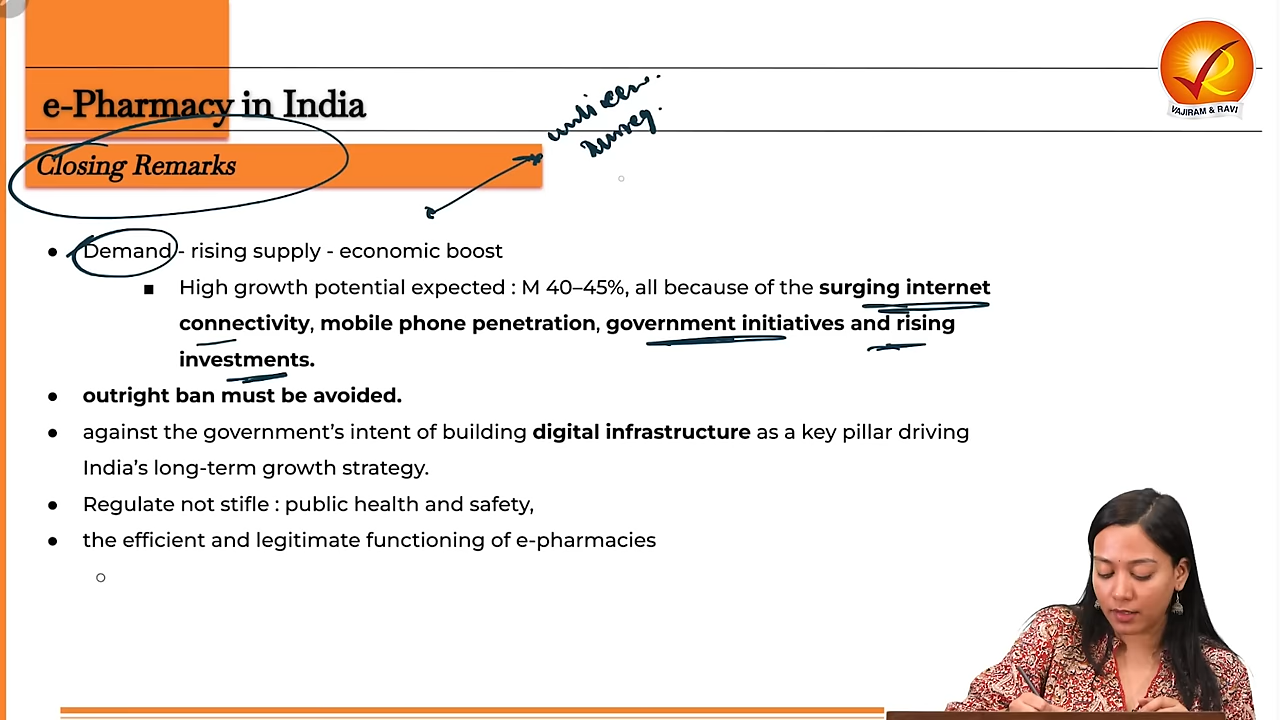 VAJIRAM & RAVI
e-Pharmacy in India
Closing Remarks
● Demand - rising supply - economic boost
■ High growth potential expected : M 40–45%, all because of the surging internet
connectivity, mobile phone penetration, government initiatives and rising
investments.
● outright ban must be avoided.
● against the government’s intent of building digital infrastructure as a key pillar driving
India’s long-term growth strategy.
● Regulate not stifle : public health and safety,
● the efficient and legitimate functioning of e-pharmacies